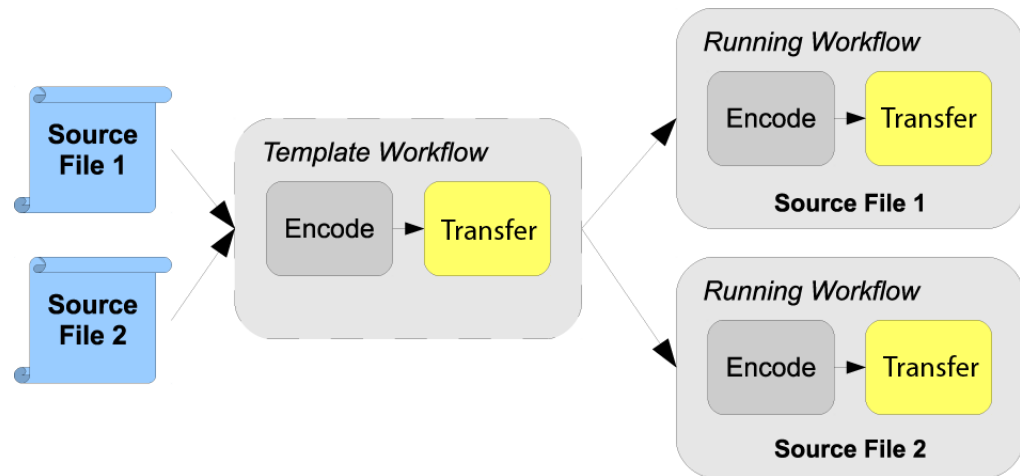 Source
File 1
Source
File 2
Template Workflow
Encode
Transfer
Running Workflow
Encode
Transfer
Source File 1
Running Workflow
Encode
Transfer
Source File 2